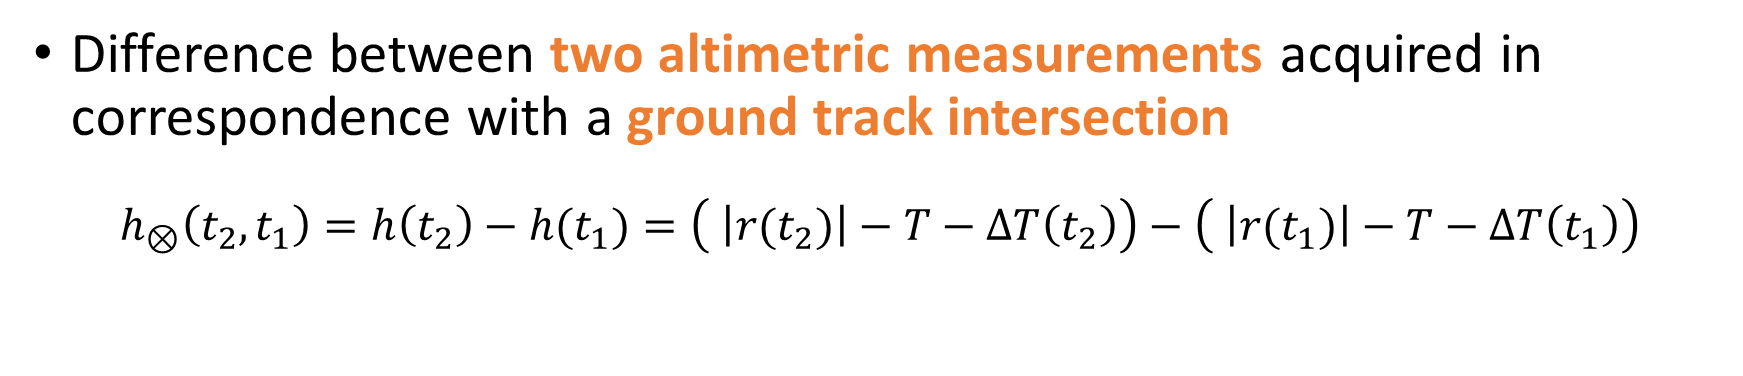 • Difference between two altimetric measurements acquired in
correspondence with a ground track intersection
h⊗(t₂, t₁) = h(t₂) − h(t₁) = ( |r(t₂)| − T − ΔT(t₂)) − ( |r(t₁)| − T − ΔT(t₁))